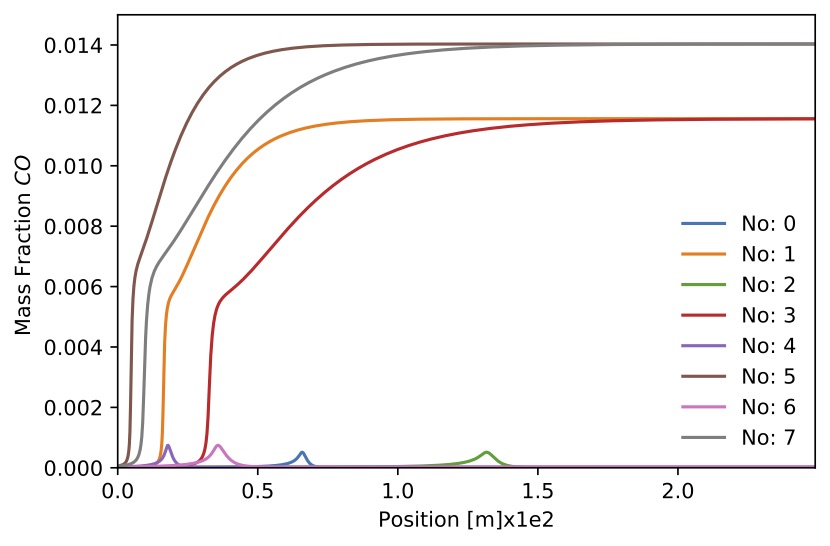 0.014
0.012
0.010
0.008
0.006
0.004
0.002
0.000
Mass Fraction CO
0.0 0.5 1.0 1.5 2.0
Position [m]x1e2
No: 0
No: 1
No: 2
No: 3
No: 4
No: 5
No: 6
No: 7